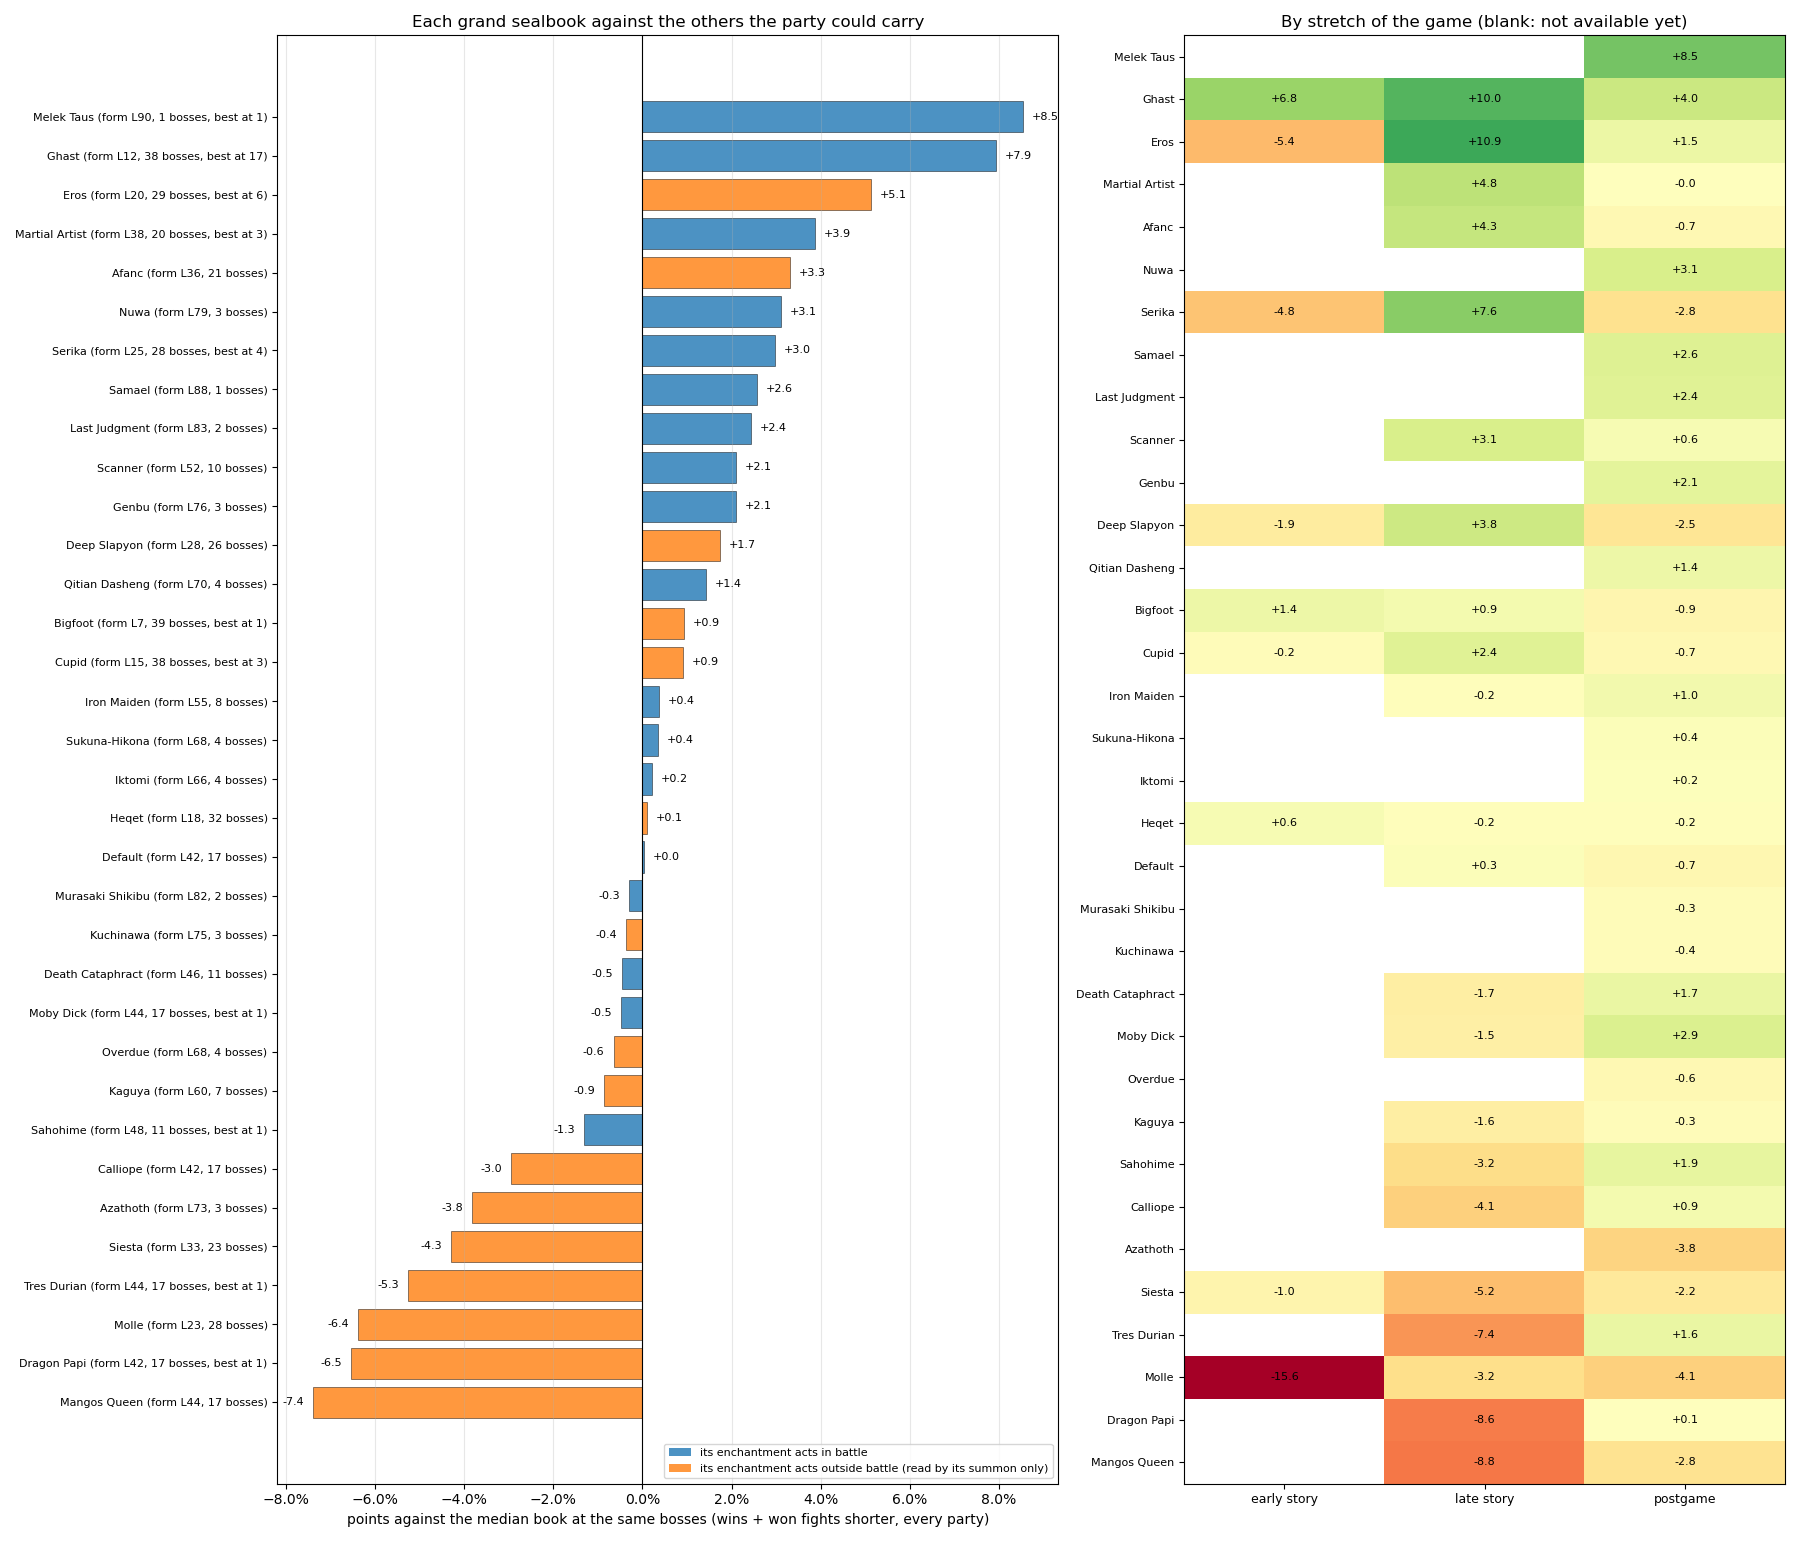 Each grand sealbook against the others the party could carry
Melek Taus (form L90, 1 bosses, best at 1)
+8.5
Ghast (form L12, 38 bosses, best at 17)
+7.9
Eros (form L20, 29 bosses, best at 6)
+5.1
Martial Artist (form L38, 20 bosses, best at 3)
+3.9
Afanc (form L36, 21 bosses)
+3.3
Nuwa (form L79, 3 bosses)
+3.1
Serika (form L25, 28 bosses, best at 4)
+3.0
Samael (form L88, 1 bosses)
+2.6
Last Judgment (form L83, 2 bosses)
+2.4
Scanner (form L52, 10 bosses)
+2.1
Genbu (form L76, 3 bosses)
+2.1
Deep Slapyon (form L28, 26 bosses)
+1.7
Qitian Dasheng (form L70, 4 bosses)
+1.4
Bigfoot (form L7, 39 bosses, best at 1)
+0.9
Cupid (form L15, 38 bosses, best at 3)
+0.9
Iron Maiden (form L55, 8 bosses)
+0.4
Sukuna-Hikona (form L68, 4 bosses)
+0.4
Iktomi (form L66, 4 bosses)
+0.2
Heqet (form L18, 32 bosses)
+0.1
Default (form L42, 17 bosses)
+0.0
Murasaki Shikibu (form L82, 2 bosses)
-0.3
Kuchinawa (form L75, 3 bosses)
-0.4
Death Cataphract (form L46, 11 bosses)
-0.5
Moby Dick (form L44, 17 bosses, best at 1)
-0.5
Overdue (form L68, 4 bosses)
-0.6
Kaguya (form L60, 7 bosses)
-0.9
Sahohime (form L48, 11 bosses, best at 1)
-1.3
Calliope (form L42, 17 bosses)
-3.0
Azathoth (form L73, 3 bosses)
-3.8
Siesta (form L33, 23 bosses)
-4.3
Tres Durian (form L44, 17 bosses, best at 1)
-5.3
Molle (form L23, 28 bosses)
-6.4
Dragon Papi (form L42, 17 bosses, best at 1)
-6.5
Mangos Queen (form L44, 17 bosses)
-7.4
its enchantment acts in battle
its enchantment acts outside battle (read by its summon only)
−8.0% −6.0% −4.0% −2.0% 0.0% 2.0% 4.0% 6.0% 8.0%
points against the median book at the same bosses (wins + won fights shorter, every party)
By stretch of the game (blank: not available yet)
Melek Taus +8.5
Ghast +6.8 +10.0 +4.0
Eros -5.4 +10.9 +1.5
Martial Artist +4.8 -0.0
Afanc +4.3 -0.7
Nuwa +3.1
Serika -4.8 +7.6 -2.8
Samael +2.6
Last Judgment +2.4
Scanner +3.1 +0.6
Genbu +2.1
Deep Slapyon -1.9 +3.8 -2.5
Qitian Dasheng +1.4
Bigfoot +1.4 +0.9 -0.9
Cupid -0.2 +2.4 -0.7
Iron Maiden -0.2 +1.0
Sukuna-Hikona +0.4
Iktomi +0.2
Heqet +0.6 -0.2 -0.2
Default +0.3 -0.7
Murasaki Shikibu -0.3
Kuchinawa -0.4
Death Cataphract -1.7 +1.7
Moby Dick -1.5 +2.9
Overdue -0.6
Kaguya -1.6 -0.3
Sahohime -3.2 +1.9
Calliope -4.1 +0.9
Azathoth -3.8
Siesta -1.0 -5.2 -2.2
Tres Durian -7.4 +1.6
Molle -15.6 -3.2 -4.1
Dragon Papi -8.6 +0.1
Mangos Queen -8.8 -2.8
early story late story postgame